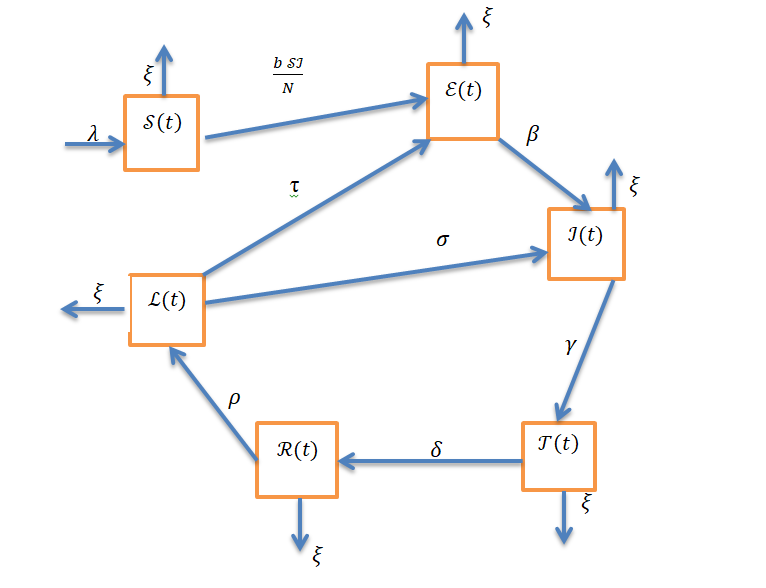 ξ
b 𝒮ℐ
N
ξ
ℰ(t)
λ
𝒮(t)
β
τ
ξ
σ
ℐ(t)
ξ
ℒ(t)
γ
ρ
ℛ(t)
δ
𝒯(t)
ξ
ξ